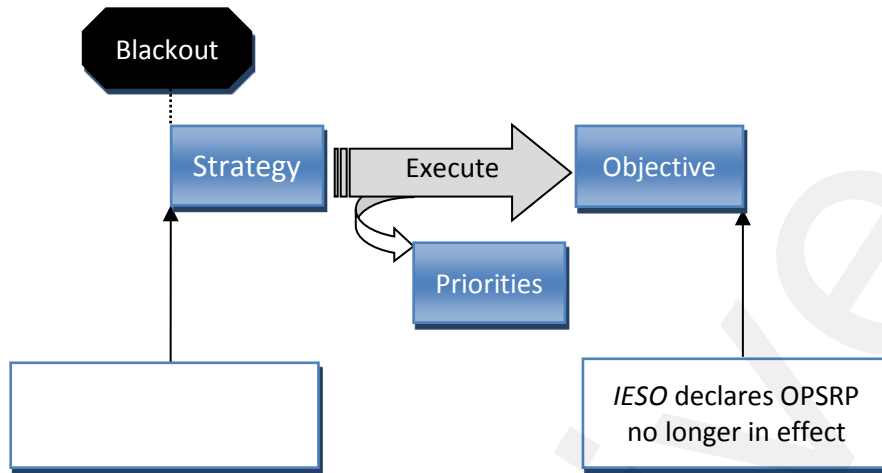 Blackout
Strategy
Execute
Objective
Priorities
IESO declares OPSRP
no longer in effect